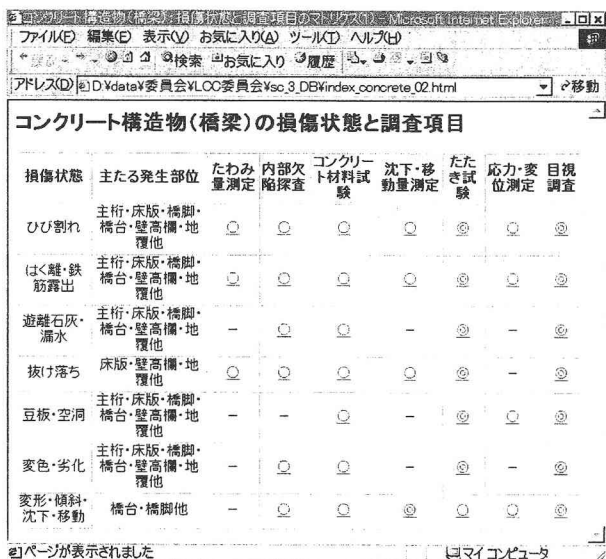 コンクリート構造物(橋梁):損傷状態と調査項目のマトリクス(1) - Microsoft Internet Explorer
ファイル(F) 編集(E) 表示(V) お気に入り(A) ツール(T) ヘルプ(H)
検索 お気に入り 履歴
アドレス(D) D:¥data¥委員会¥LCC委員会¥sc_3_DB¥index_concrete_02.html 移動
コンクリート構造物(橋梁)の損傷状態と調査項目
損傷状態 主たる発生部位 たわみ量測定 内部欠陥探査 コンクリート材料試験 沈下・移動量測定 たたき試験 応力・変位測定 目視調査
ひび割れ 主桁・床版・橋脚・橋台・壁高欄・地覆他 ○ ○ ○ ○ ◎ ○ ◎
はく離・鉄筋露出 主桁・床版・橋脚・橋台・壁高欄・地覆他 ○ ○ ○ ○ ◎ ○ ◎
遊離石灰・漏水 主桁・床版・橋脚・橋台・壁高欄・地覆他 − ○ ○ − ◎ − ◎
抜け落ち 床版・壁高欄・地覆他 ○ ○ ○ ○ ◎ − ◎
豆板・空洞 主桁・床版・橋脚・橋台・壁高欄・地覆他 − − ○ − ◎ ○ ◎
変色・劣化 主桁・床版・橋脚・橋台・壁高欄・地覆他 − ○ ○ − ◎ − ◎
変形・傾斜・沈下・移動 橋台・橋脚他 − ○ ○ ◎ ○ ○ ◎
ページが表示されました マイ コンピュータ